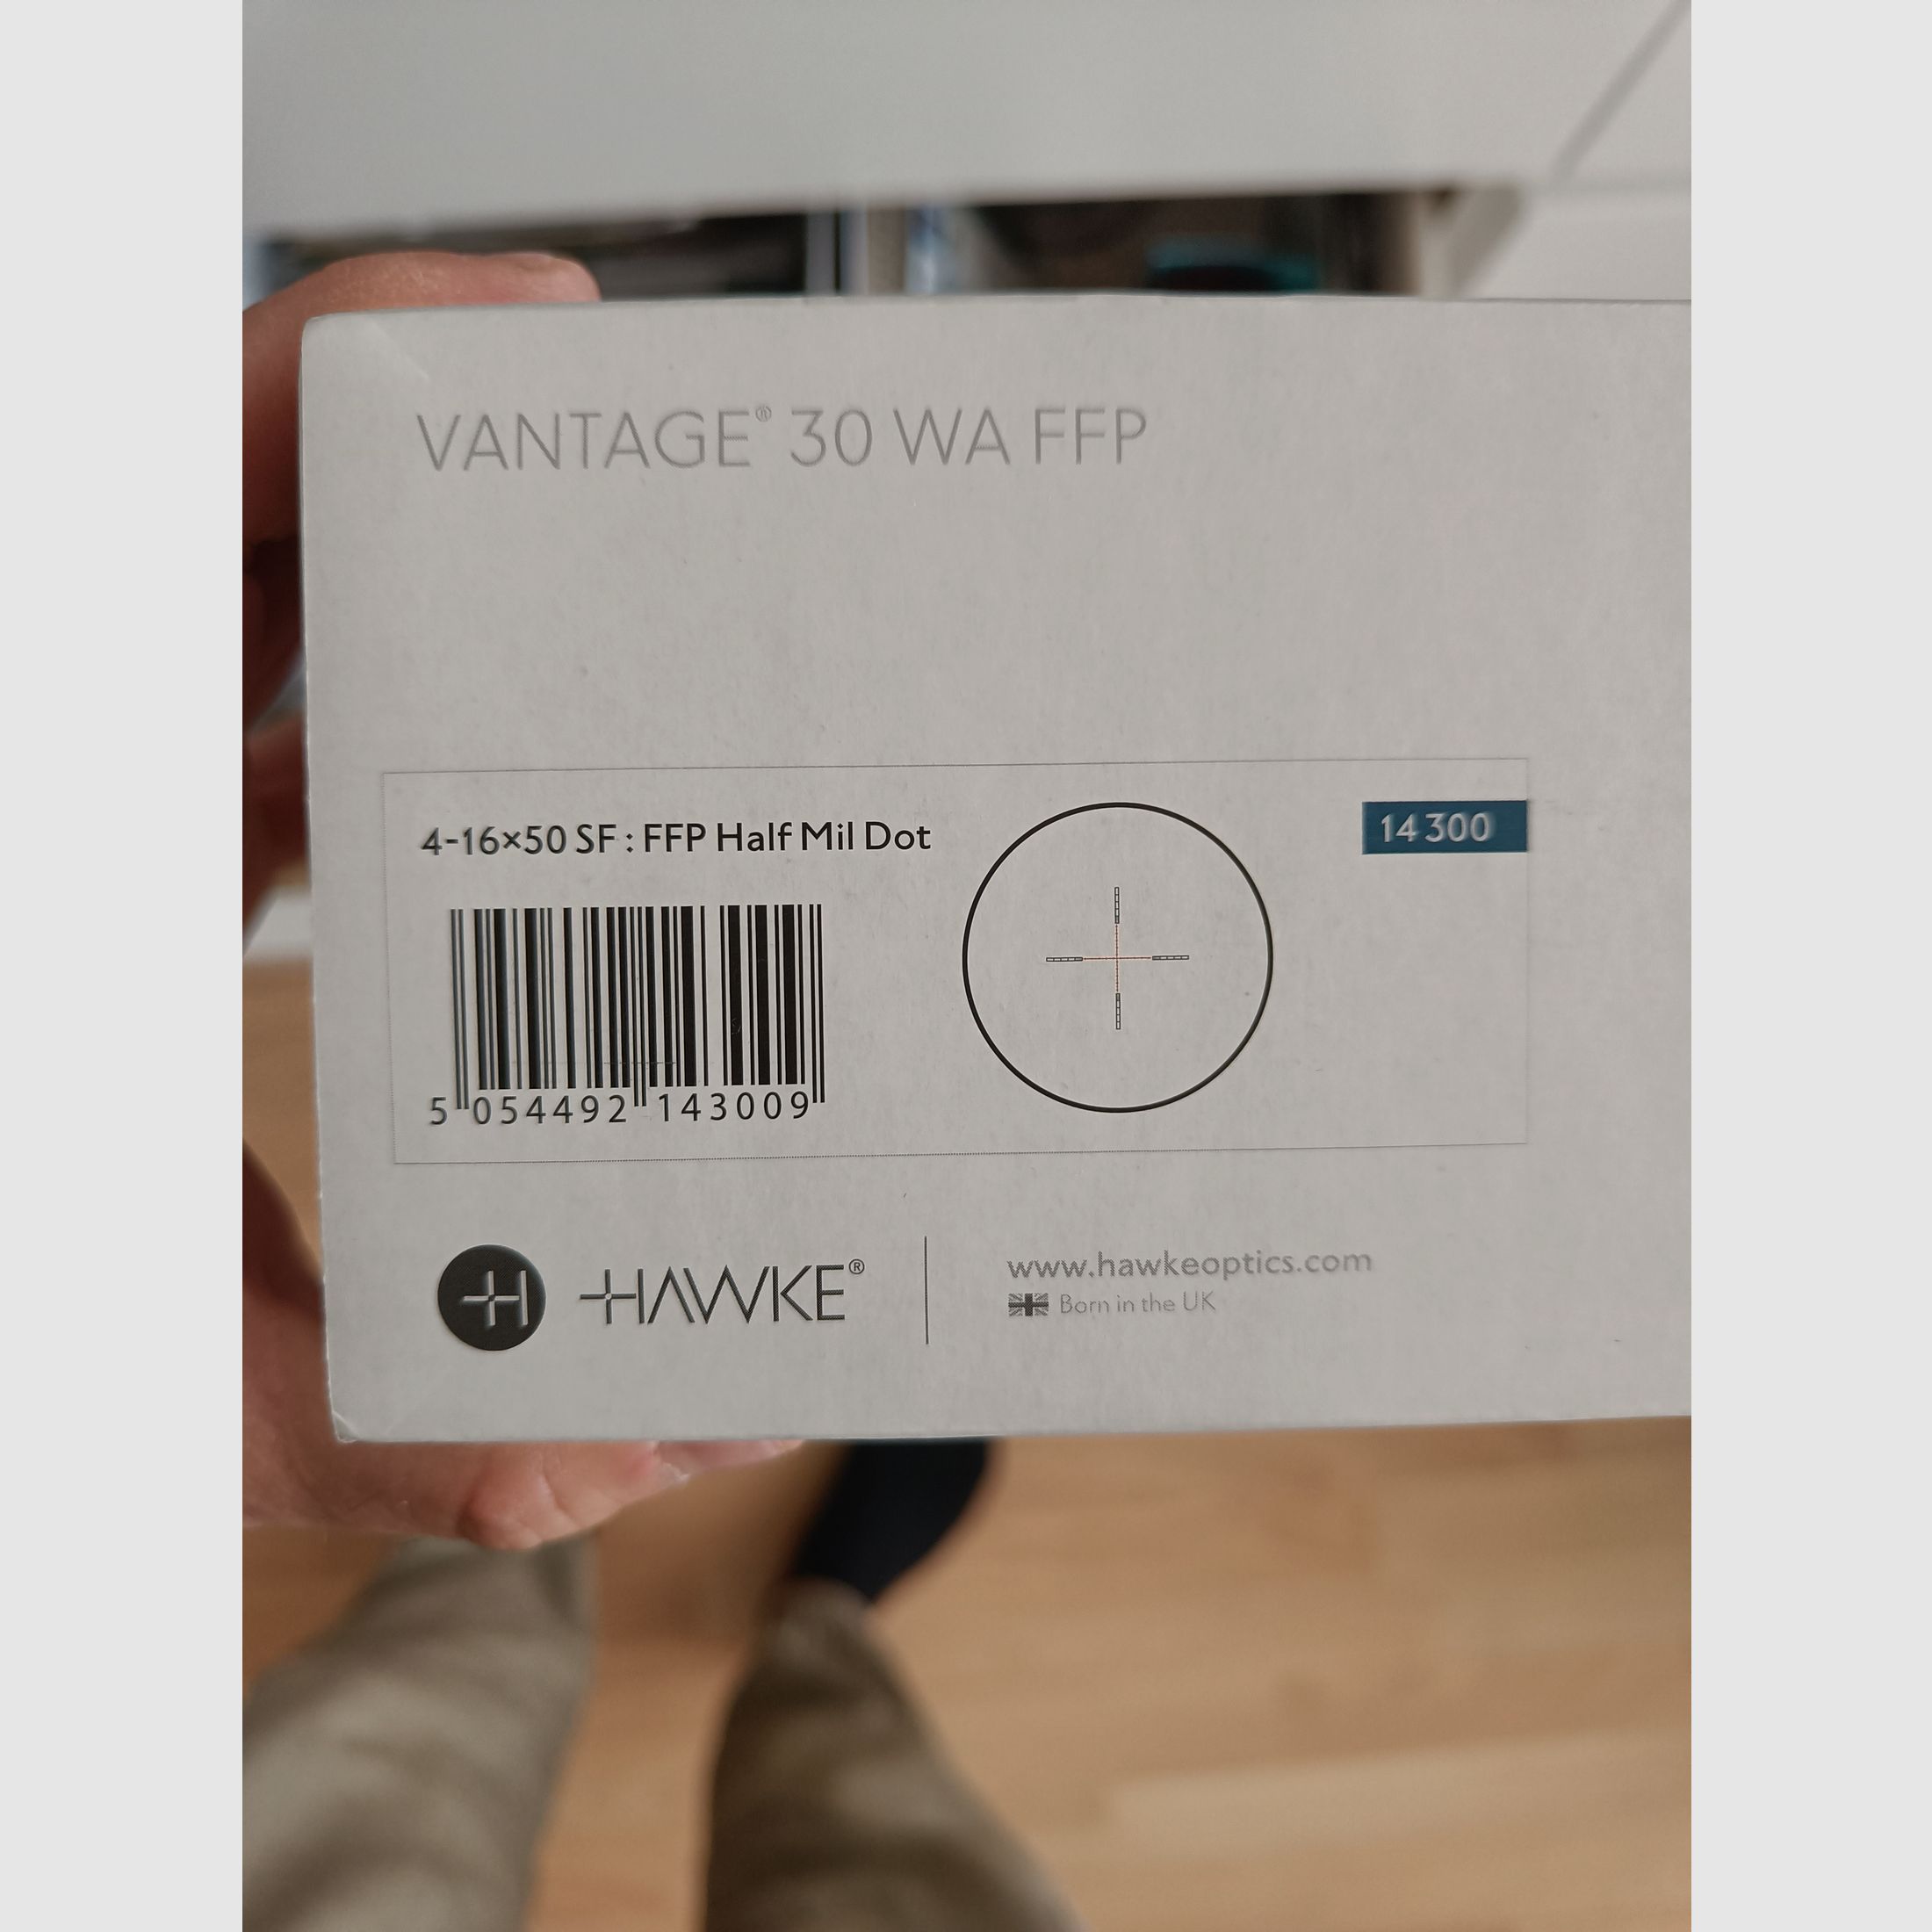 VANTAGE® 30 WA FFP
4-16×50 SF : FFP Half Mil Dot
14 300
5 054492 143009
H HAWKE®
www.hawkeoptics.com
Born in the UK